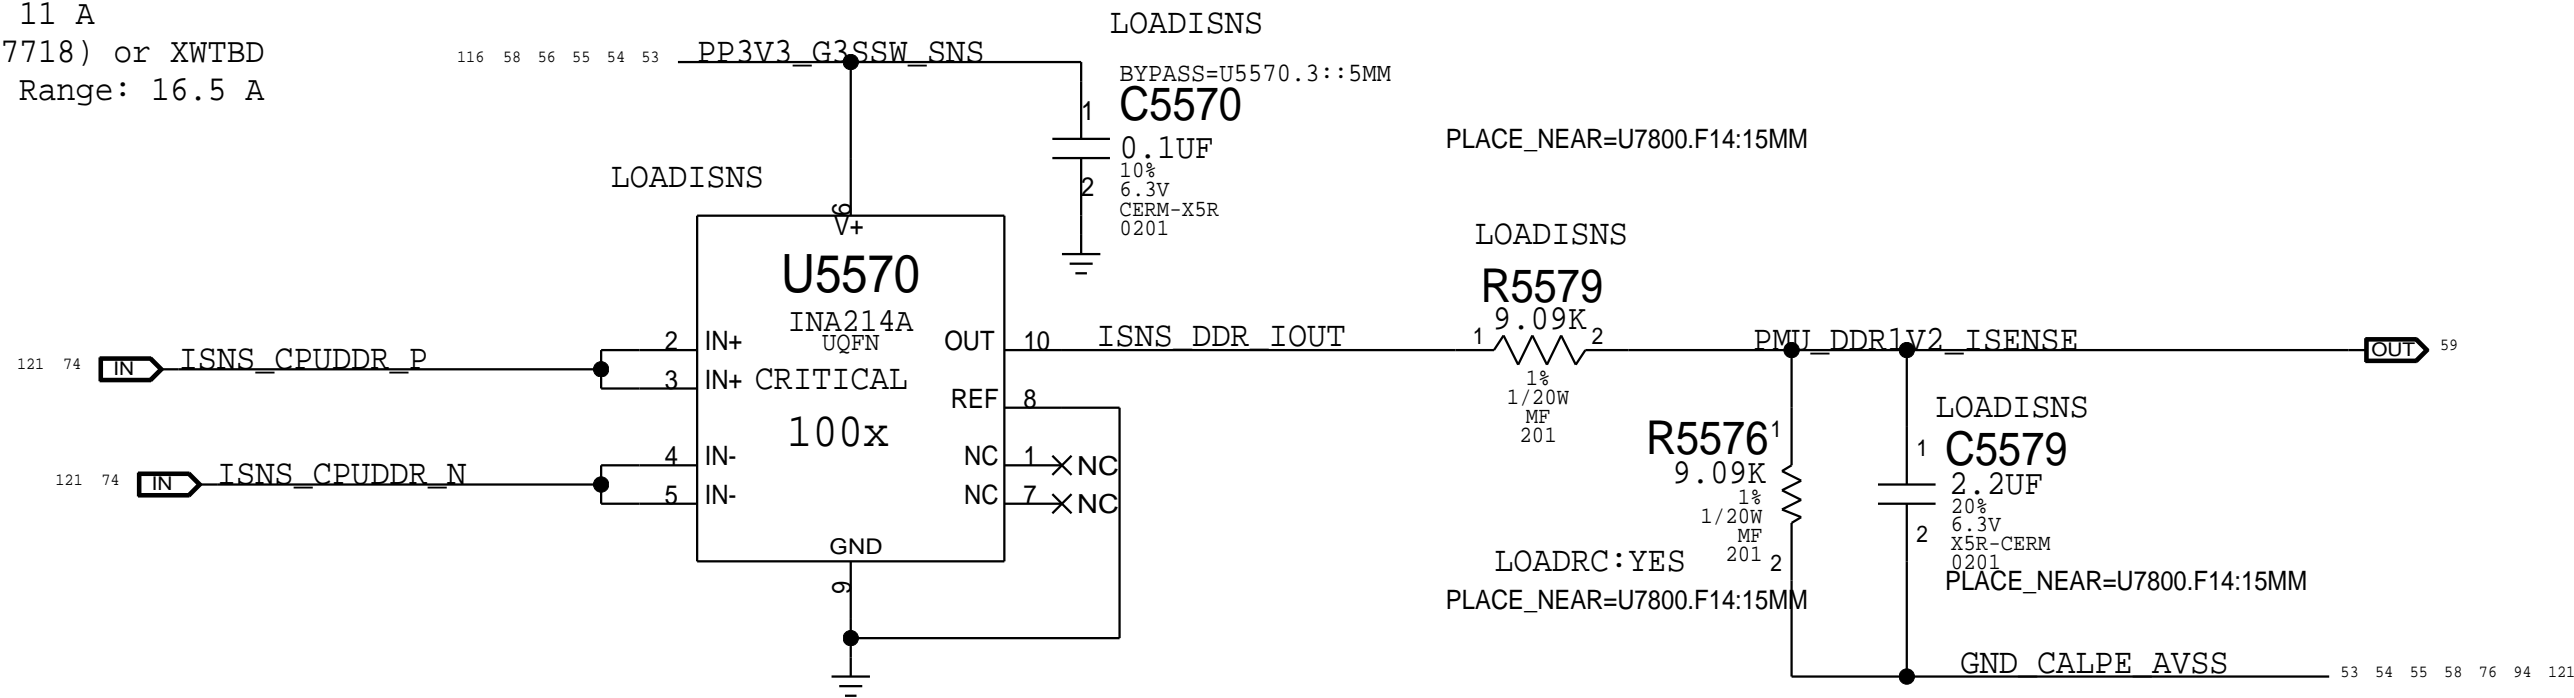 11 A
7718) or XWTBD
Range: 16.5 A
116 58 56 55 54 53
PP3V3_G3SSW_SNS
LOADISNS
BYPASS=U5570.3::5MM
C5570
1
0.1UF
10%
6.3V
CERM-X5R
0201
2
PLACE_NEAR=U7800.F14:15MM
LOADISNS
6
V+
U5570
INA214A
UQFN
CRITICAL
100x
121 74
IN
ISNS_CPUDDR_P
2
IN+
3
IN+
121 74
IN
ISNS_CPUDDR_N
4
IN-
5
IN-
OUT
10
ISNS_DDR_IOUT
REF
8
NC
1
NC
NC
7
NC
GND
9
LOADISNS
R5579
9.09K
1
2
1%
1/20W
MF
201
PMU_DDR1V2_ISENSE
OUT
59
R5576
1
9.09K
1%
1/20W
MF
201
2
LOADRC:YES
PLACE_NEAR=U7800.F14:15MM
LOADISNS
1
C5579
2.2UF
20%
6.3V
X5R-CERM
0201
2
PLACE_NEAR=U7800.F14:15MM
GND_CALPE_AVSS
53 54 55 58 76 94 121